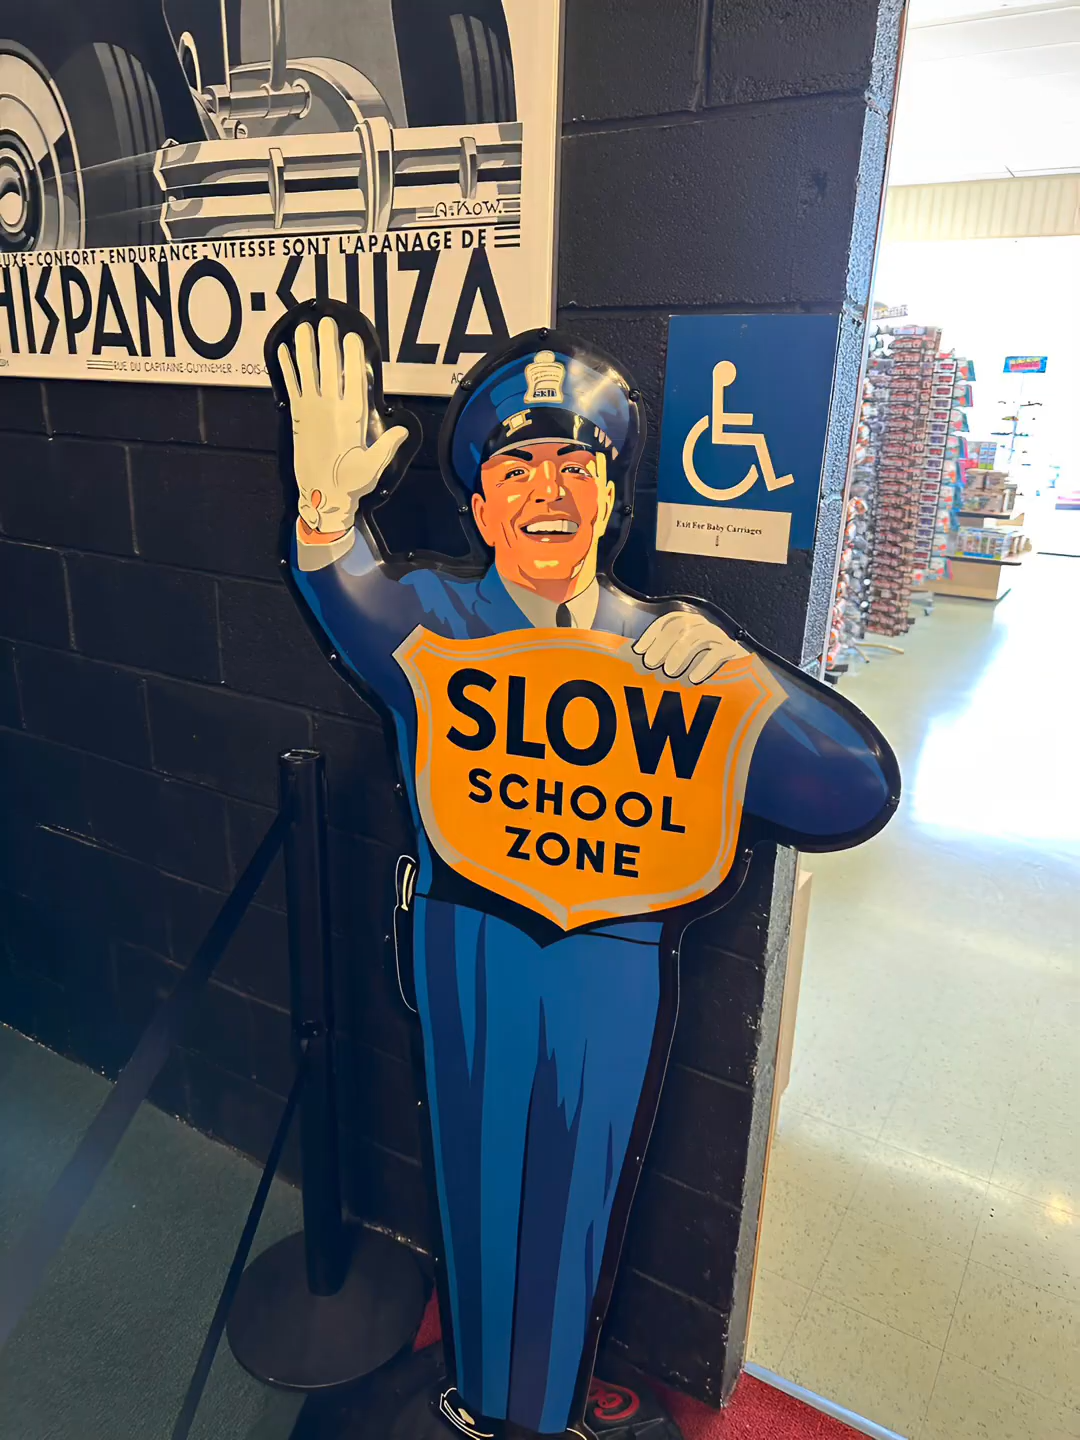 A.KOW.
LUXE-CONFORT-ENDURANCE-VITESSE SONT L'APANAGE DE
HISPANO-SUIZA
RUE DU CAPITAINE-GUYNEMER - BOIS-
530
SLOW
SCHOOL
ZONE
Exit For Baby Carriages